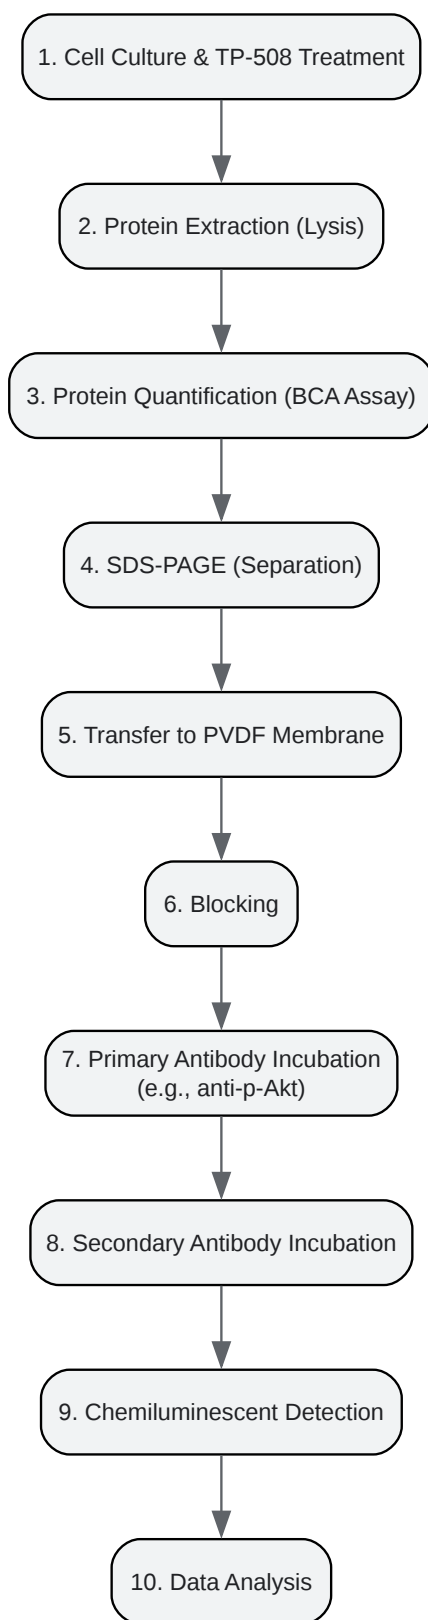 1. Cell Culture & TP-508 Treatment
2. Protein Extraction (Lysis)
3. Protein Quantification (BCA Assay)
4. SDS-PAGE (Separation)
5. Transfer to PVDF Membrane
6. Blocking
7. Primary Antibody Incubation
(e.g., anti-p-Akt)
8. Secondary Antibody Incubation
9. Chemiluminescent Detection
10. Data Analysis